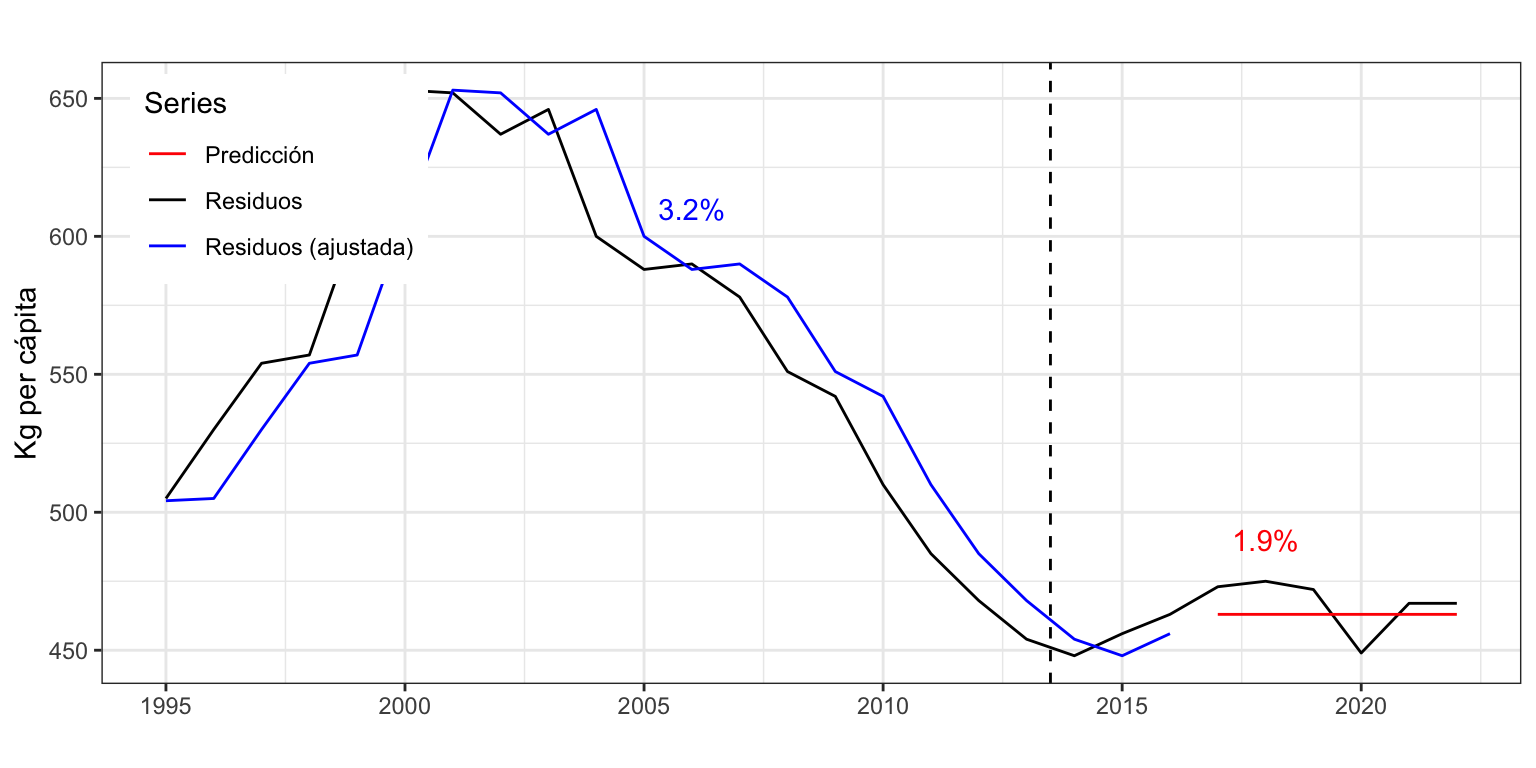 Series
Predicción
Residuos
Residuos (ajustada)
3.2%
1.9%
Kg per cápita
650
600
550
500
450
1995
2000
2005
2010
2015
2020